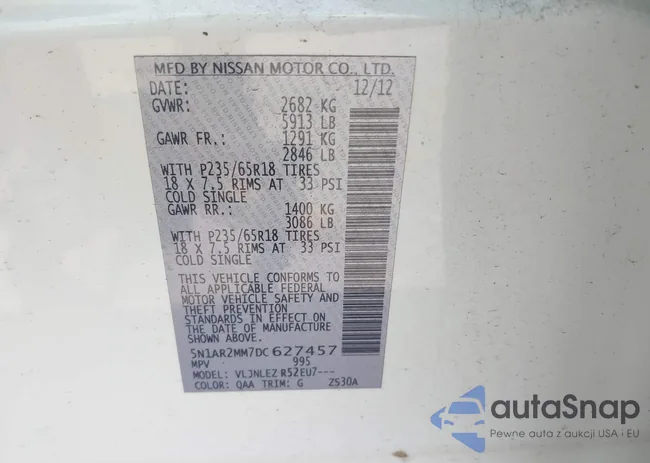 MFD BY NISSAN MOTOR CO., LTD.
DATE: 12/12
GVWR: 2682 KG
5913 LB
GAWR FR.: 1291 KG
2846 LB
WITH P235/65R18 TIRES
18 X 7.5 RIMS AT 33 PSI
COLD SINGLE
GAWR RR.: 1400 KG
3086 LB
WITH P235/65R18 TIRES
18 X 7.5 RIMS AT 33 PSI
COLD SINGLE
THIS VEHICLE CONFORMS TO
ALL APPLICABLE FEDERAL
MOTOR VEHICLE SAFETY AND
THEFT PREVENTION
STANDARDS IN EFFECT ON
THE DATE OF MANUFACTURE
SHOWN ABOVE.
5N1AR2MM7DC627457
MPV 995
MODEL: VLJNLEZ R52EU7---
COLOR: QAA TRIM: G ZS30A
autaSnap
Pewne auta z aukcji USA i EU